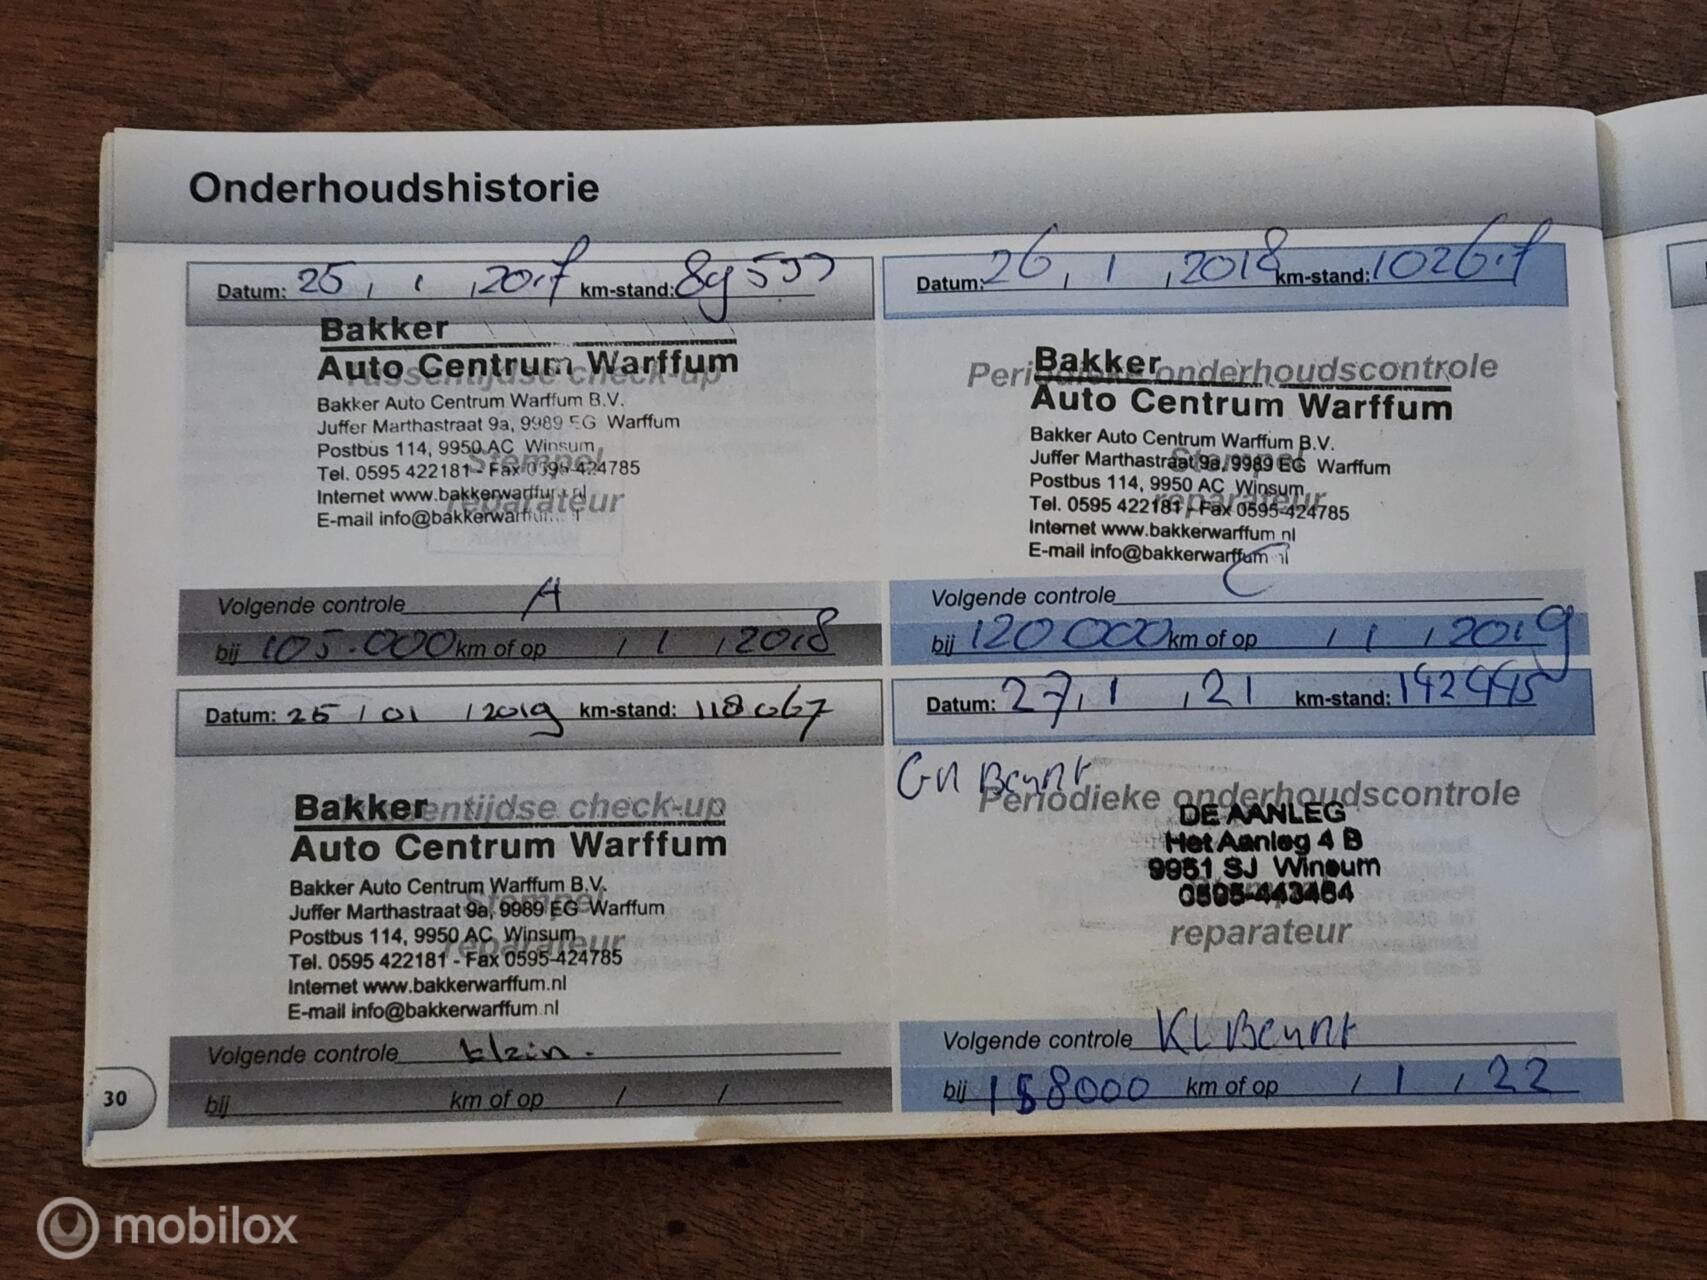 Onderhoudshistorie
Datum: 25 / 1 / 2017 km-stand: 89599
Bakker
Auto Centrum Warffum
Tussentijdse check-up
Bakker Auto Centrum Warffum B.V.
Juffer Marthastraat 9a, 9989 EG Warffum
Postbus 114, 9950 AC Winsum
Stempel
Tel. 0595 422181 - Fax 0595-424785
Internet www.bakkerwarffum.nl
reparateur
E-mail info@bakkerwarffum.nl
Volgende controle A
bij 105.000 km of op / 1 / 2018
Datum: 26 / 1 / 2018 km-stand: 102617
Bakker
Periodieke onderhoudscontrole
Auto Centrum Warffum
Bakker Auto Centrum Warffum B.V.
Juffer Marthastraat 9a, 9989 EG Warffum
Stempel
Postbus 114, 9950 AC Winsum
reparateur
Tel. 0595 422181 - Fax 0595-424785
Internet www.bakkerwarffum.nl
E-mail info@bakkerwarffum.nl
Volgende controle C
bij 120000 km of op / 1 / 2019
Datum: 25 / 01 / 2019 km-stand: 118067
Bakker
Tussentijdse check-up
Auto Centrum Warffum
Bakker Auto Centrum Warffum B.V.
Juffer Marthastraat 9a, 9989 EG Warffum
Stempel
Postbus 114, 9950 AC Winsum
reparateur
Tel. 0595 422181 - Fax 0595-424785
Internet www.bakkerwarffum.nl
E-mail info@bakkerwarffum.nl
Volgende controle klein.
bij km of op / /
Datum: 27 / 1 / 21 km-stand: 142445
Periodieke onderhoudscontrole
DE AANLEG
Het Aanleg 4 B
9951 SJ Winsum
0595-443464
reparateur
Volgende controle Kl Beurt
bij 158000 km of op / 1 / 22
30
mobilox